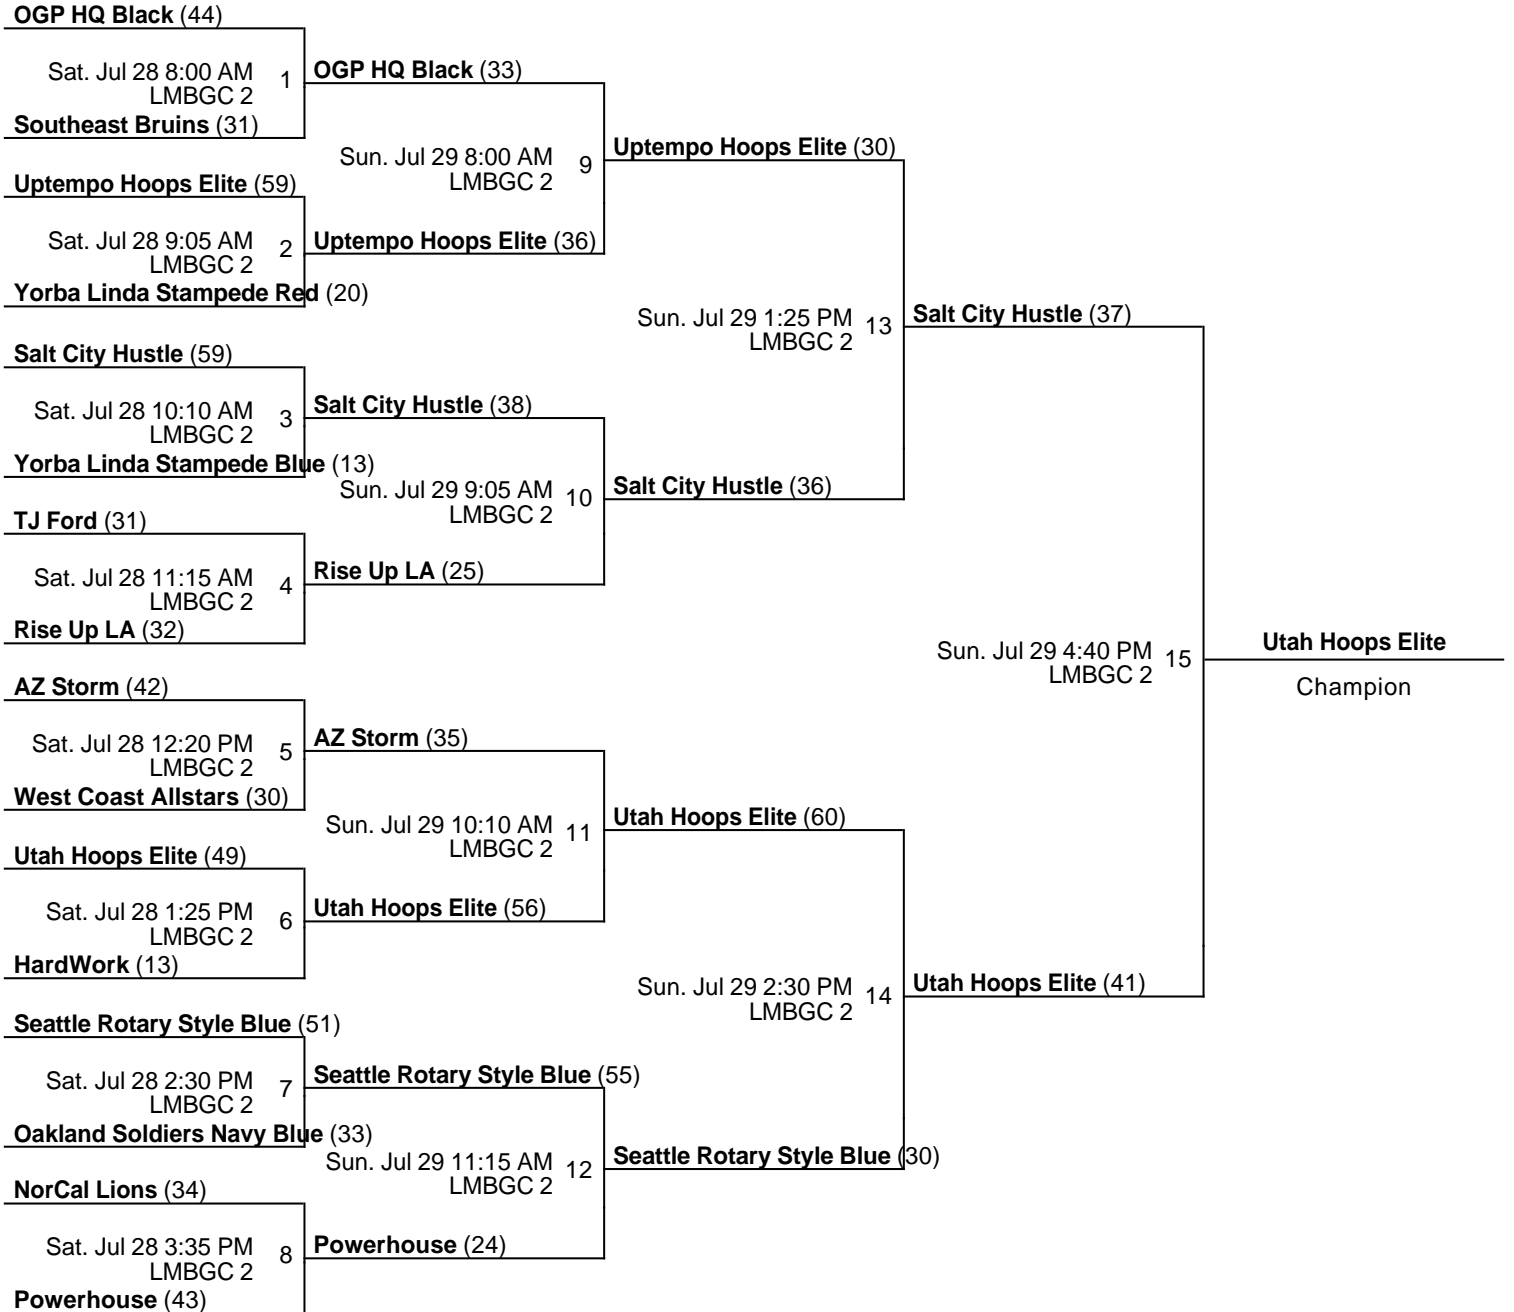 OGP HQ Black (44)
Sat. Jul 28 8:00 AM
LMBGC 2
1
Southeast Bruins (31)
Uptempo Hoops Elite (59)
Sat. Jul 28 9:05 AM
LMBGC 2
2
Yorba Linda Stampede Red (20)
Salt City Hustle (59)
Sat. Jul 28 10:10 AM
LMBGC 2
3
Yorba Linda Stampede Blue (13)
TJ Ford (31)
Sat. Jul 28 11:15 AM
LMBGC 2
4
Rise Up LA (32)
AZ Storm (42)
Sat. Jul 28 12:20 PM
LMBGC 2
5
West Coast Allstars (30)
Utah Hoops Elite (49)
Sat. Jul 28 1:25 PM
LMBGC 2
6
HardWork (13)
Seattle Rotary Style Blue (51)
Sat. Jul 28 2:30 PM
LMBGC 2
7
Oakland Soldiers Navy Blue (33)
NorCal Lions (34)
Sat. Jul 28 3:35 PM
LMBGC 2
8
Powerhouse (43)
OGP HQ Black (33)
Sun. Jul 29 8:00 AM
LMBGC 2
9
Uptempo Hoops Elite (36)
Salt City Hustle (38)
Sun. Jul 29 9:05 AM
LMBGC 2
10
Rise Up LA (25)
AZ Storm (35)
Sun. Jul 29 10:10 AM
LMBGC 2
11
Utah Hoops Elite (56)
Seattle Rotary Style Blue (55)
Sun. Jul 29 11:15 AM
LMBGC 2
12
Powerhouse (24)
Uptempo Hoops Elite (30)
Sun. Jul 29 1:25 PM
LMBGC 2
13
Salt City Hustle (36)
Utah Hoops Elite (60)
Sun. Jul 29 2:30 PM
LMBGC 2
14
Seattle Rotary Style Blue (30)
Salt City Hustle (37)
Sun. Jul 29 4:40 PM
LMBGC 2
15
Utah Hoops Elite (41)
Utah Hoops Elite
Champion